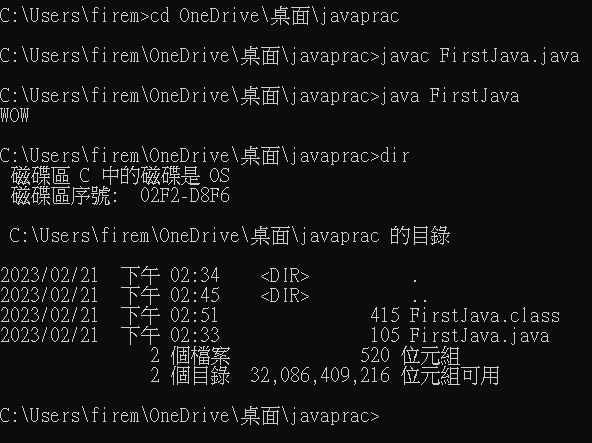 C:\Users\firem>cd OneDrive\桌面\javaprac
C:\Users\firem\OneDrive\桌面\javaprac>javac FirstJava.java
C:\Users\firem\OneDrive\桌面\javaprac>java FirstJava
WOW
C:\Users\firem\OneDrive\桌面\javaprac>dir
磁碟區 C 中的磁碟是 OS
磁碟區序號:  02F2-D8F6
C:\Users\firem\OneDrive\桌面\javaprac 的目錄
2023/02/21  下午 02:34    <DIR>          .
2023/02/21  下午 02:45    <DIR>          ..
2023/02/21  下午 02:51               415 FirstJava.class
2023/02/21  下午 02:33               105 FirstJava.java
2 個檔案             520 位元組
2 個目錄  32,086,409,216 位元組可用
C:\Users\firem\OneDrive\桌面\javaprac>